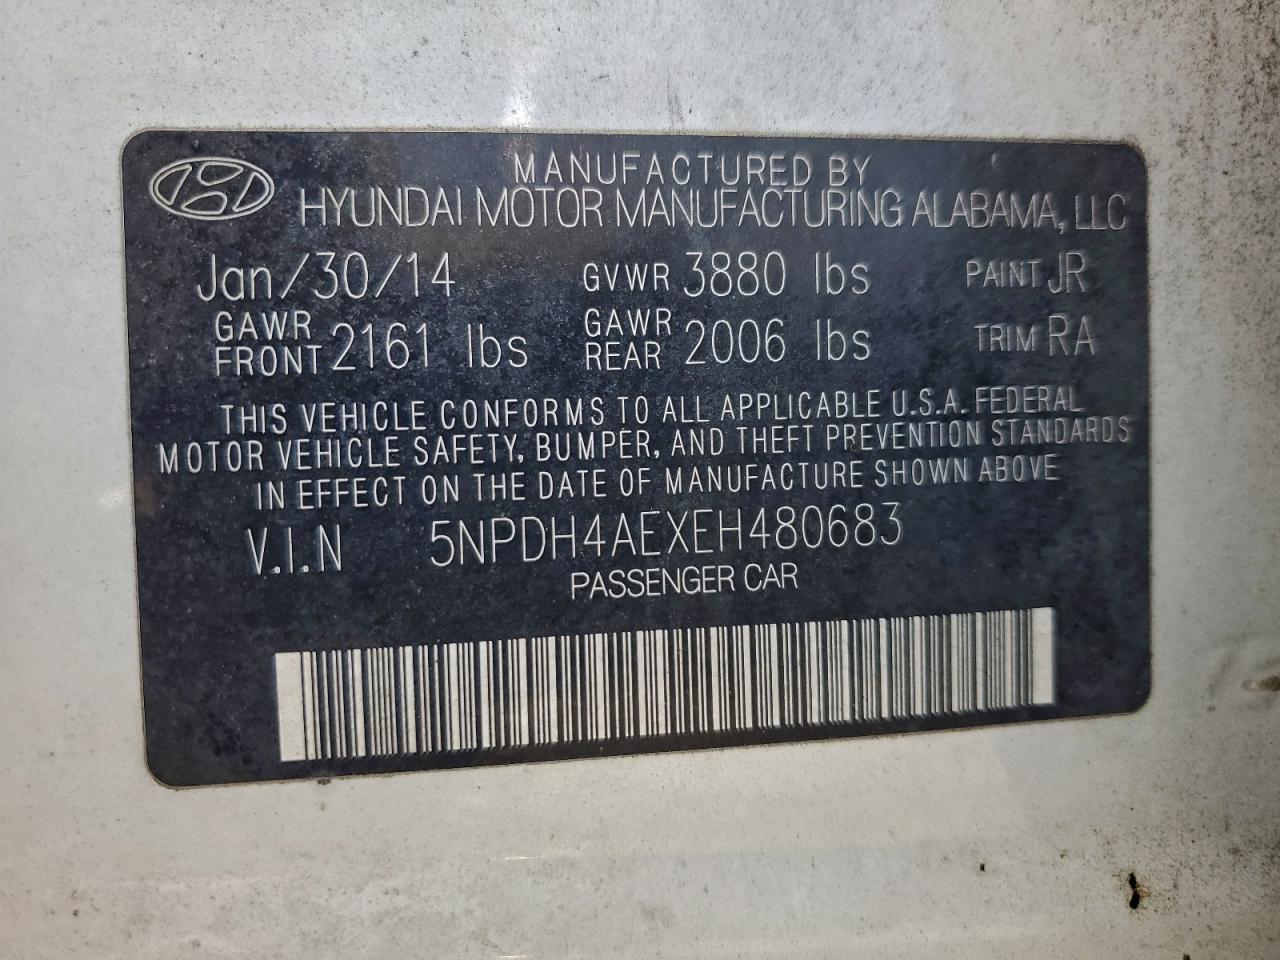 MANUFACTURED BY
HYUNDAI MOTOR MANUFACTURING ALABAMA, LLC
Jan/30/14 GVWR 3880 lbs PAINT JR
GAWR FRONT 2161 lbs GAWR REAR 2006 lbs TRIM RA
THIS VEHICLE CONFORMS TO ALL APPLICABLE U.S.A. FEDERAL
MOTOR VEHICLE SAFETY, BUMPER, AND THEFT PREVENTION STANDARDS
IN EFFECT ON THE DATE OF MANUFACTURE SHOWN ABOVE
V.I.N 5NPDH4AEXEH480683
PASSENGER CAR